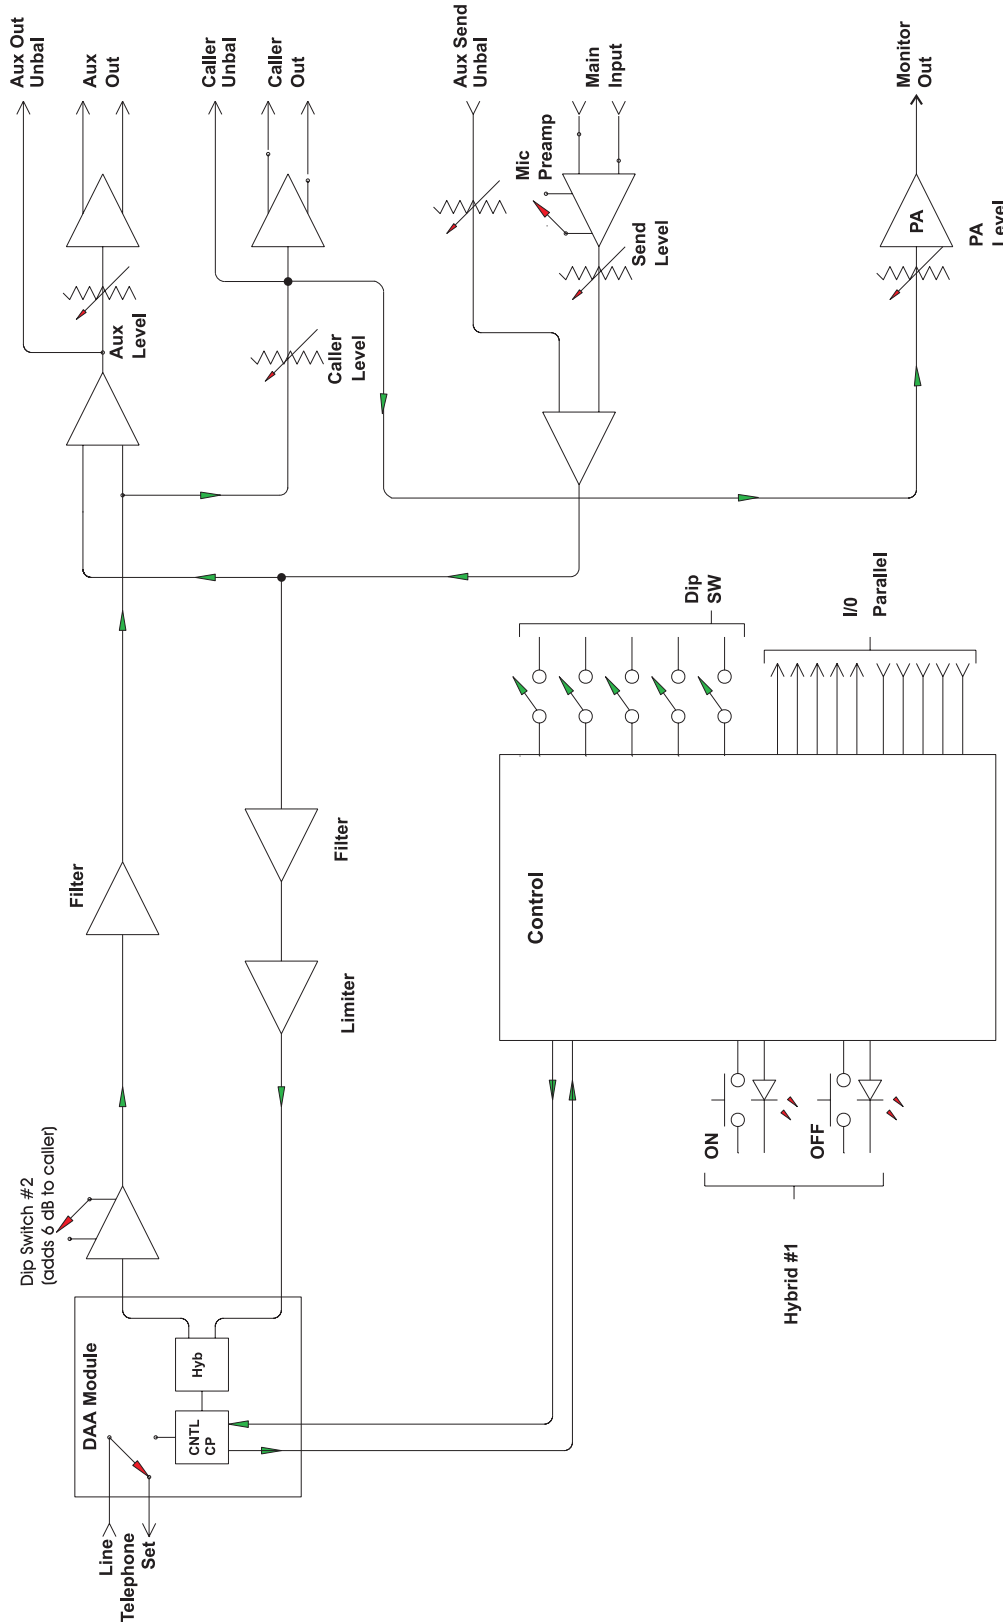 Aux Out
Unbal
Aux
Out
Caller
Unbal
Caller
Out
Aux Send
Unbal
Main
Input
Monitor
Out
Mic
Preamp
Aux
Level
Caller
Level
Send
Level
PA
PA
Level
Dip
SW
I/0
Parallel
Filter
Filter
Limiter
Control
Dip Switch #2
(adds 6 dB to caller)
ON
OFF
Hybrid #1
DAA Module
Hyb
CNTL
CP
Line
Telephone
Set